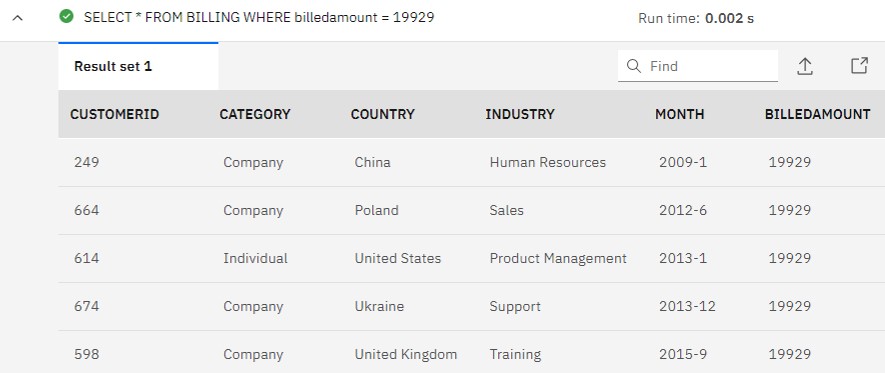 SELECT * FROM BILLING WHERE billedamount = 19929 Run time: 0.002 s
Result set 1 Find
CUSTOMERID CATEGORY COUNTRY INDUSTRY MONTH BILLEDAMOUNT
249 Company China Human Resources 2009-1 19929
664 Company Poland Sales 2012-6 19929
614 Individual United States Product Management 2013-1 19929
674 Company Ukraine Support 2013-12 19929
598 Company United Kingdom Training 2015-9 19929